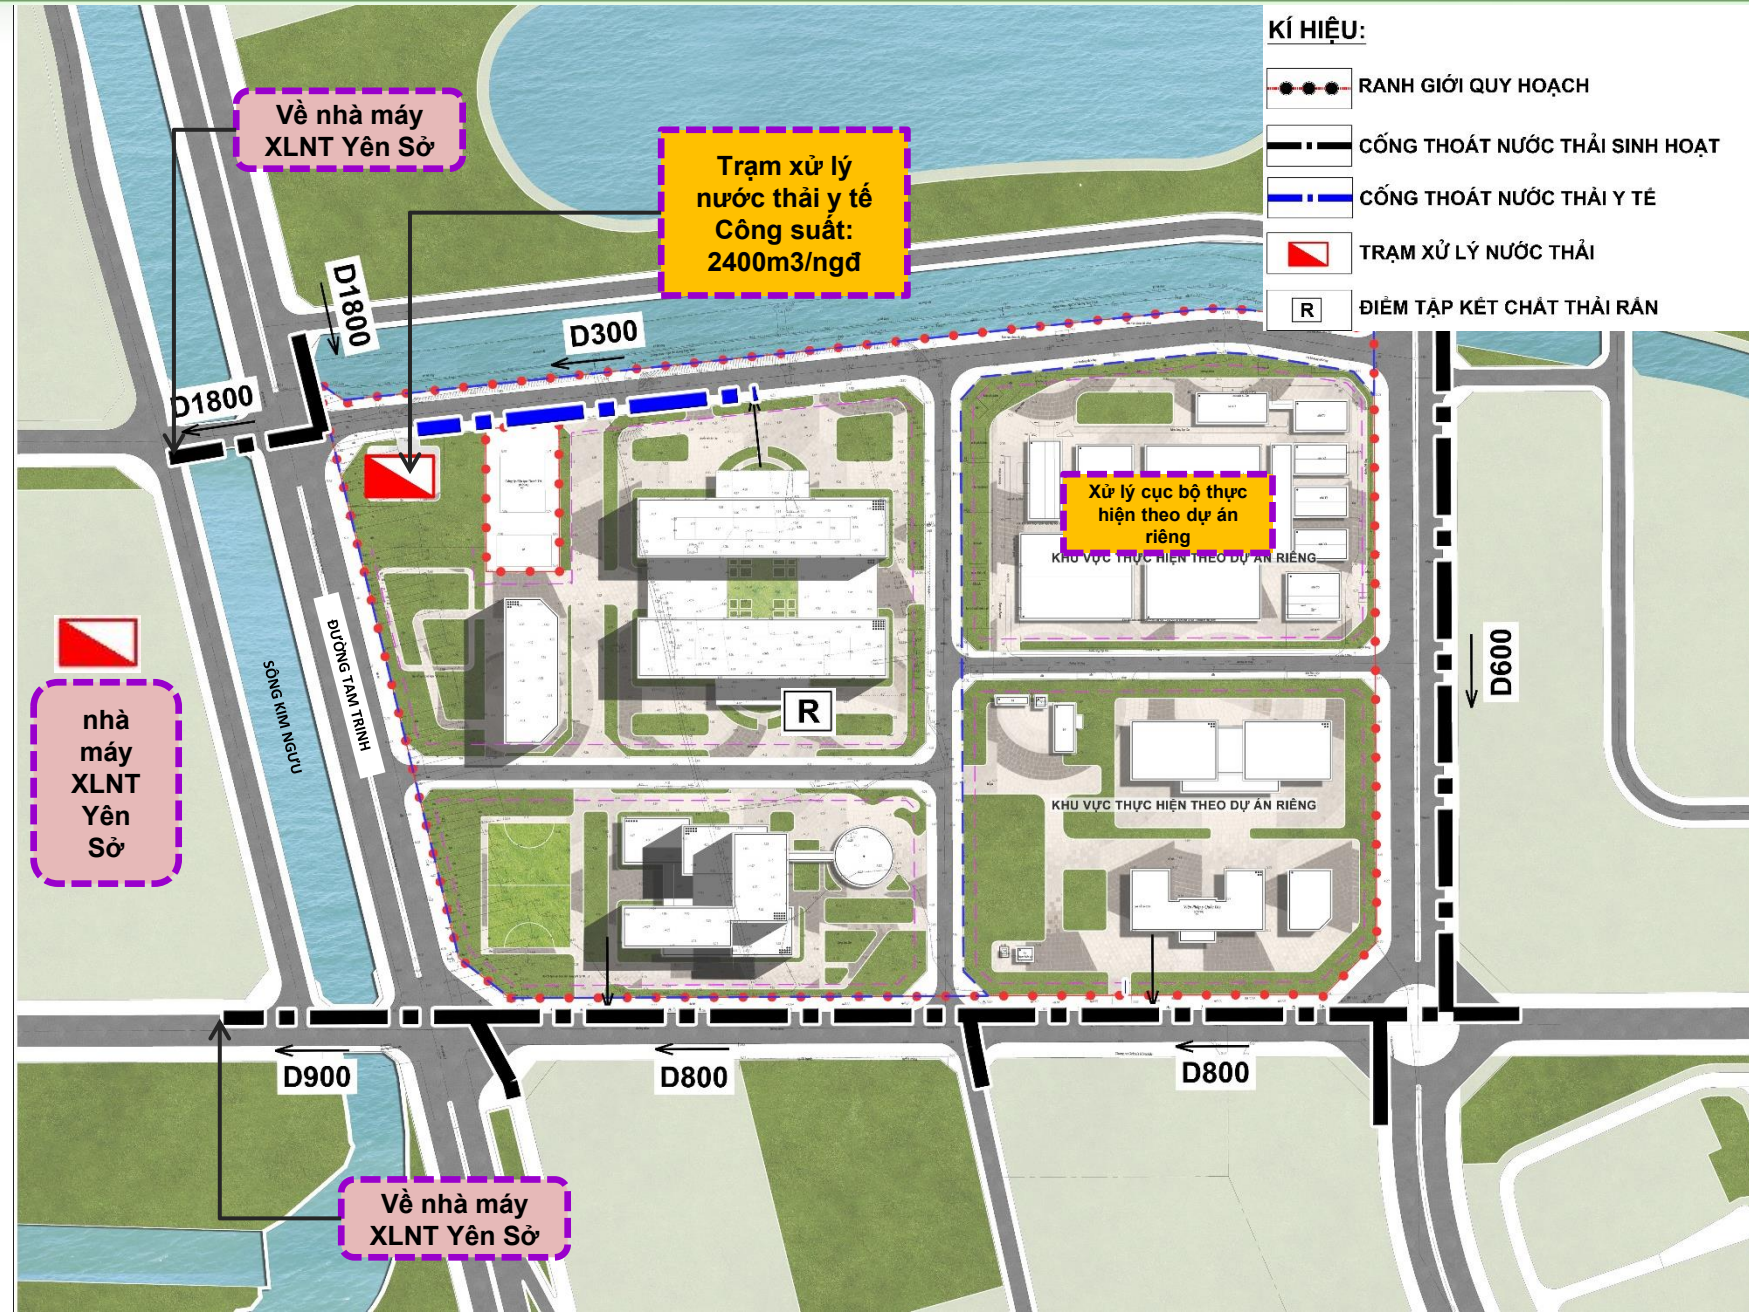 KÍ HIỆU:
RANH GIỚI QUY HOẠCH
CỐNG THOÁT NƯỚC THẢI SINH HOẠT
CỐNG THOÁT NƯỚC THẢI Y TẾ
TRẠM XỬ LÝ NƯỚC THẢI
R
ĐIỂM TẬP KẾT CHẤT THẢI RẮN
Về nhà máy
XLNT Yên Sở
Trạm xử lý
nước thải y tế
Công suất:
2400m3/ngđ
D1800
D300
D1800
Xử lý cục bộ thực
hiện theo dự án
riêng
KHU VỰC THỰC HIỆN THEO DỰ ÁN RIÊNG
D600
ĐƯỜNG TAM TRINH
SÔNG KIM NGƯU
R
nhà
máy
XLNT
Yên
Sở
KHU VỰC THỰC HIỆN THEO DỰ ÁN RIÊNG
D900
D800
D800
Về nhà máy
XLNT Yên Sở